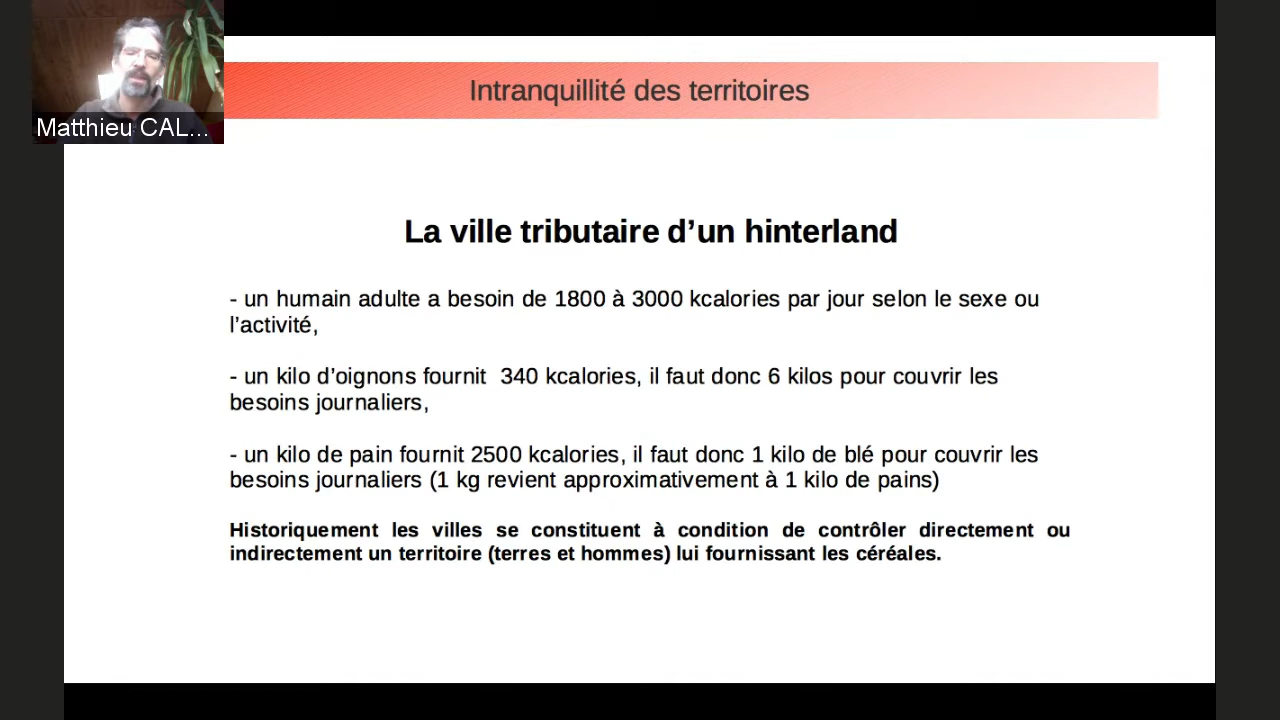 Intranquillité des territoires
Matthieu CAL...
La ville tributaire d’un hinterland
- un humain adulte a besoin de 1800 à 3000 kcalories par jour selon le sexe ou
l’activité,
- un kilo d’oignons fournit  340 kcalories, il faut donc 6 kilos pour couvrir les
besoins journaliers,
- un kilo de pain fournit 2500 kcalories, il faut donc 1 kilo de blé pour couvrir les
besoins journaliers (1 kg revient approximativement à 1 kilo de pains)
Historiquement les villes se constituent à condition de contrôler directement ou
indirectement un territoire (terres et hommes) lui fournissant les céréales.